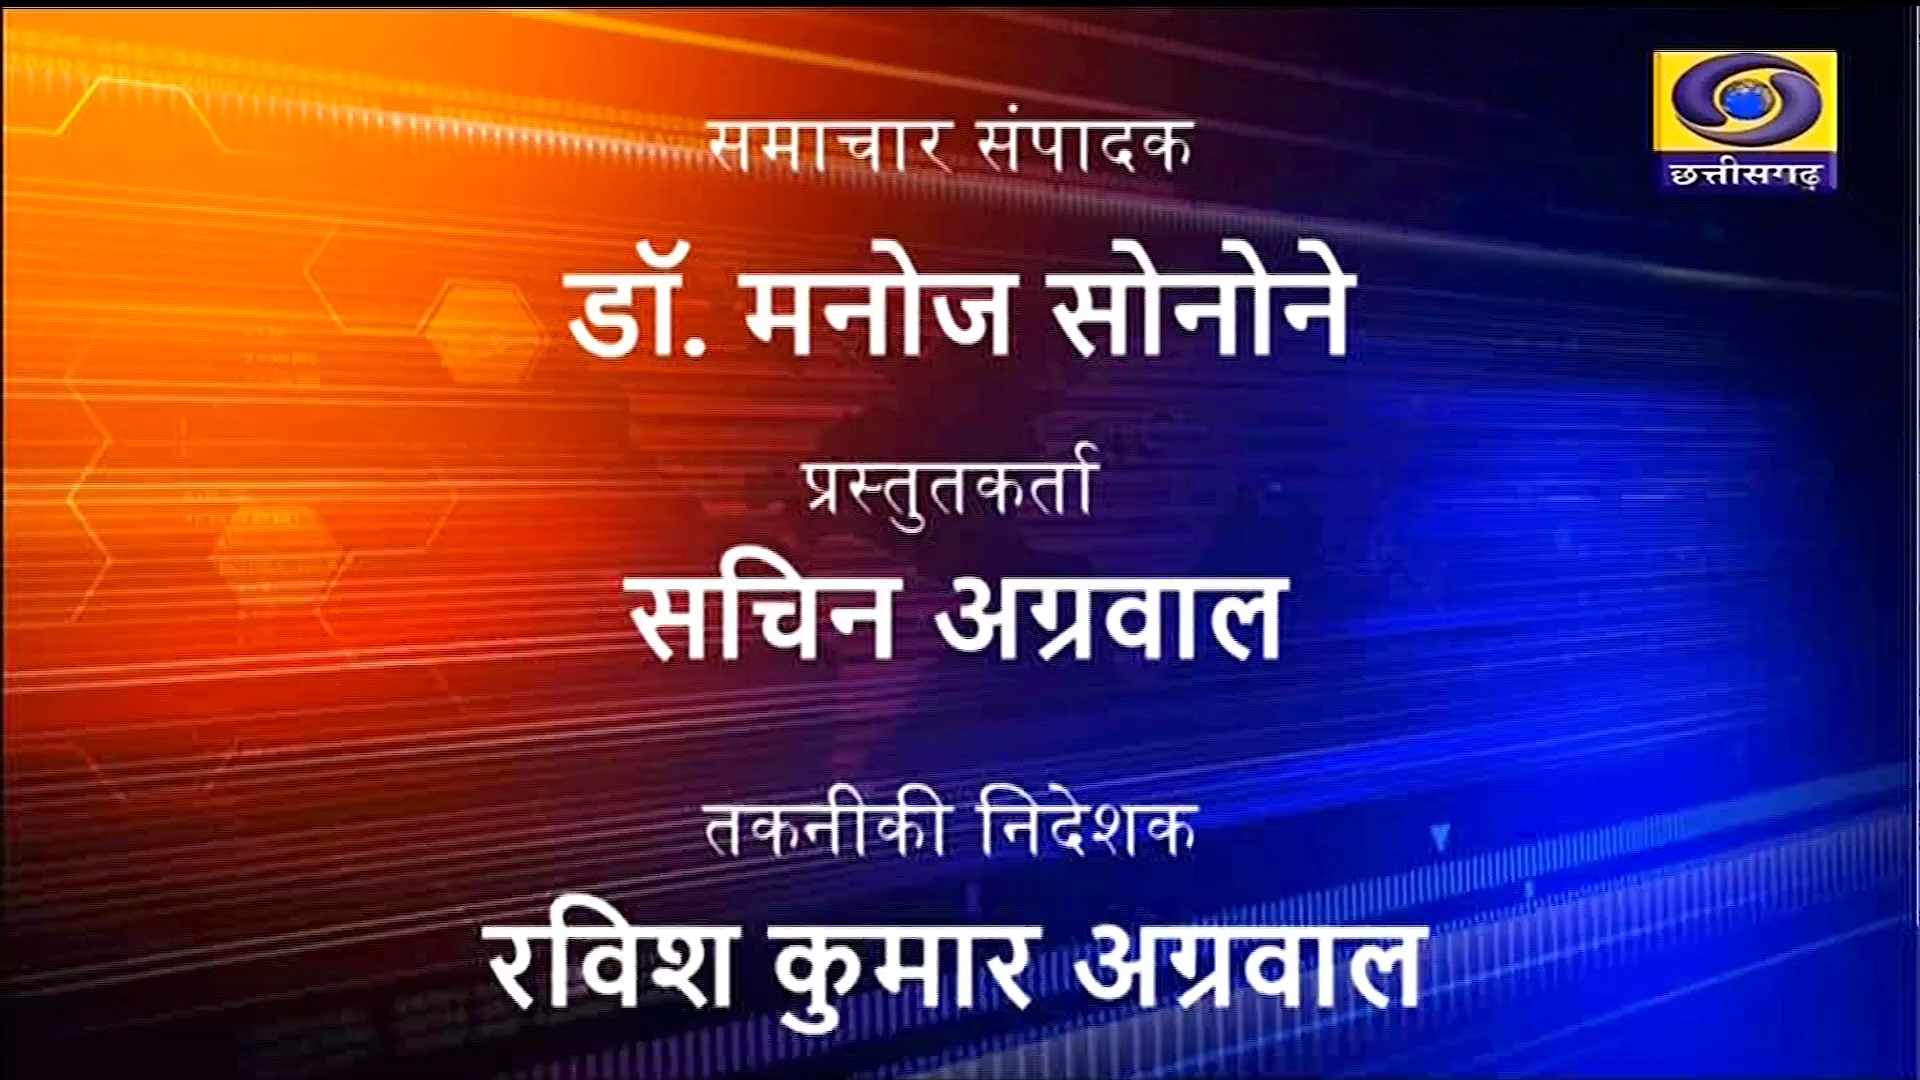 समाचार संपादक
छत्तीसगढ़
डॉ. मनोज सोनोने
प्रस्तुतकर्ता
सचिन अग्रवाल
तकनीकी निदेशक
रविश कुमार अग्रवाल